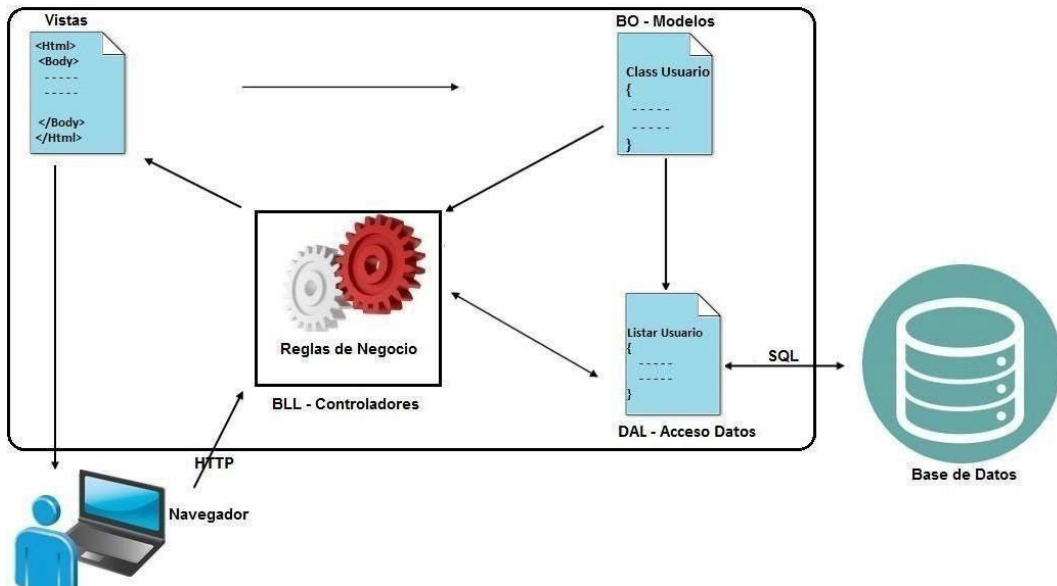 Vistas
<Html>
<Body>
- - - - -
- - - - -
</Body>
</Html>
BO - Modelos
Class Usuario
{
- - - - -
- - - - -
}
Reglas de Negocio
BLL - Controladores
Listar Usuario
{
- - - - -
- - - - -
}
DAL - Acceso Datos
SQL
Base de Datos
HTTP
Navegador